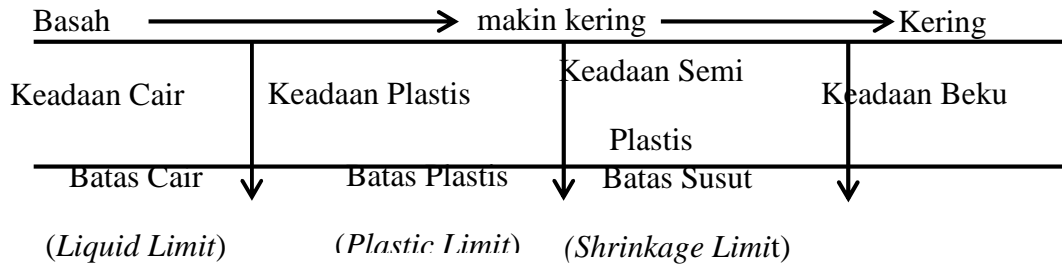 Basah makin kering Kering
Keadaan Cair Keadaan Plastis Keadaan Semi Keadaan Beku
Plastis
Batas Cair Batas Plastis Batas Susut
(Liquid Limit) (Plastic Limit) (Shrinkage Limit)